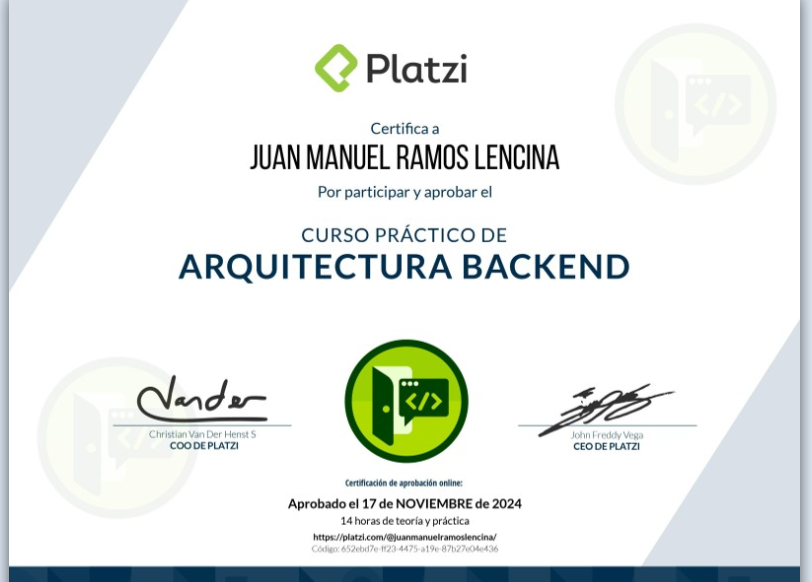 Platzi
Certifica a
JUAN MANUEL RAMOS LENCINA
Por participar y aprobar el
CURSO PRÁCTICO DE
ARQUITECTURA BACKEND
Vander
Christian Van Der Henst S
COO DE PLATZI
John Freddy Vega
CEO DE PLATZI
Certificación de aprobación online:
Aprobado el 17 de NOVIEMBRE de 2024
14 horas de teoría y práctica
https://platzi.com/@juanmanuelramoslencina/
Código: 652ebd7e-ff23-4475-a19e-87b27e04e436